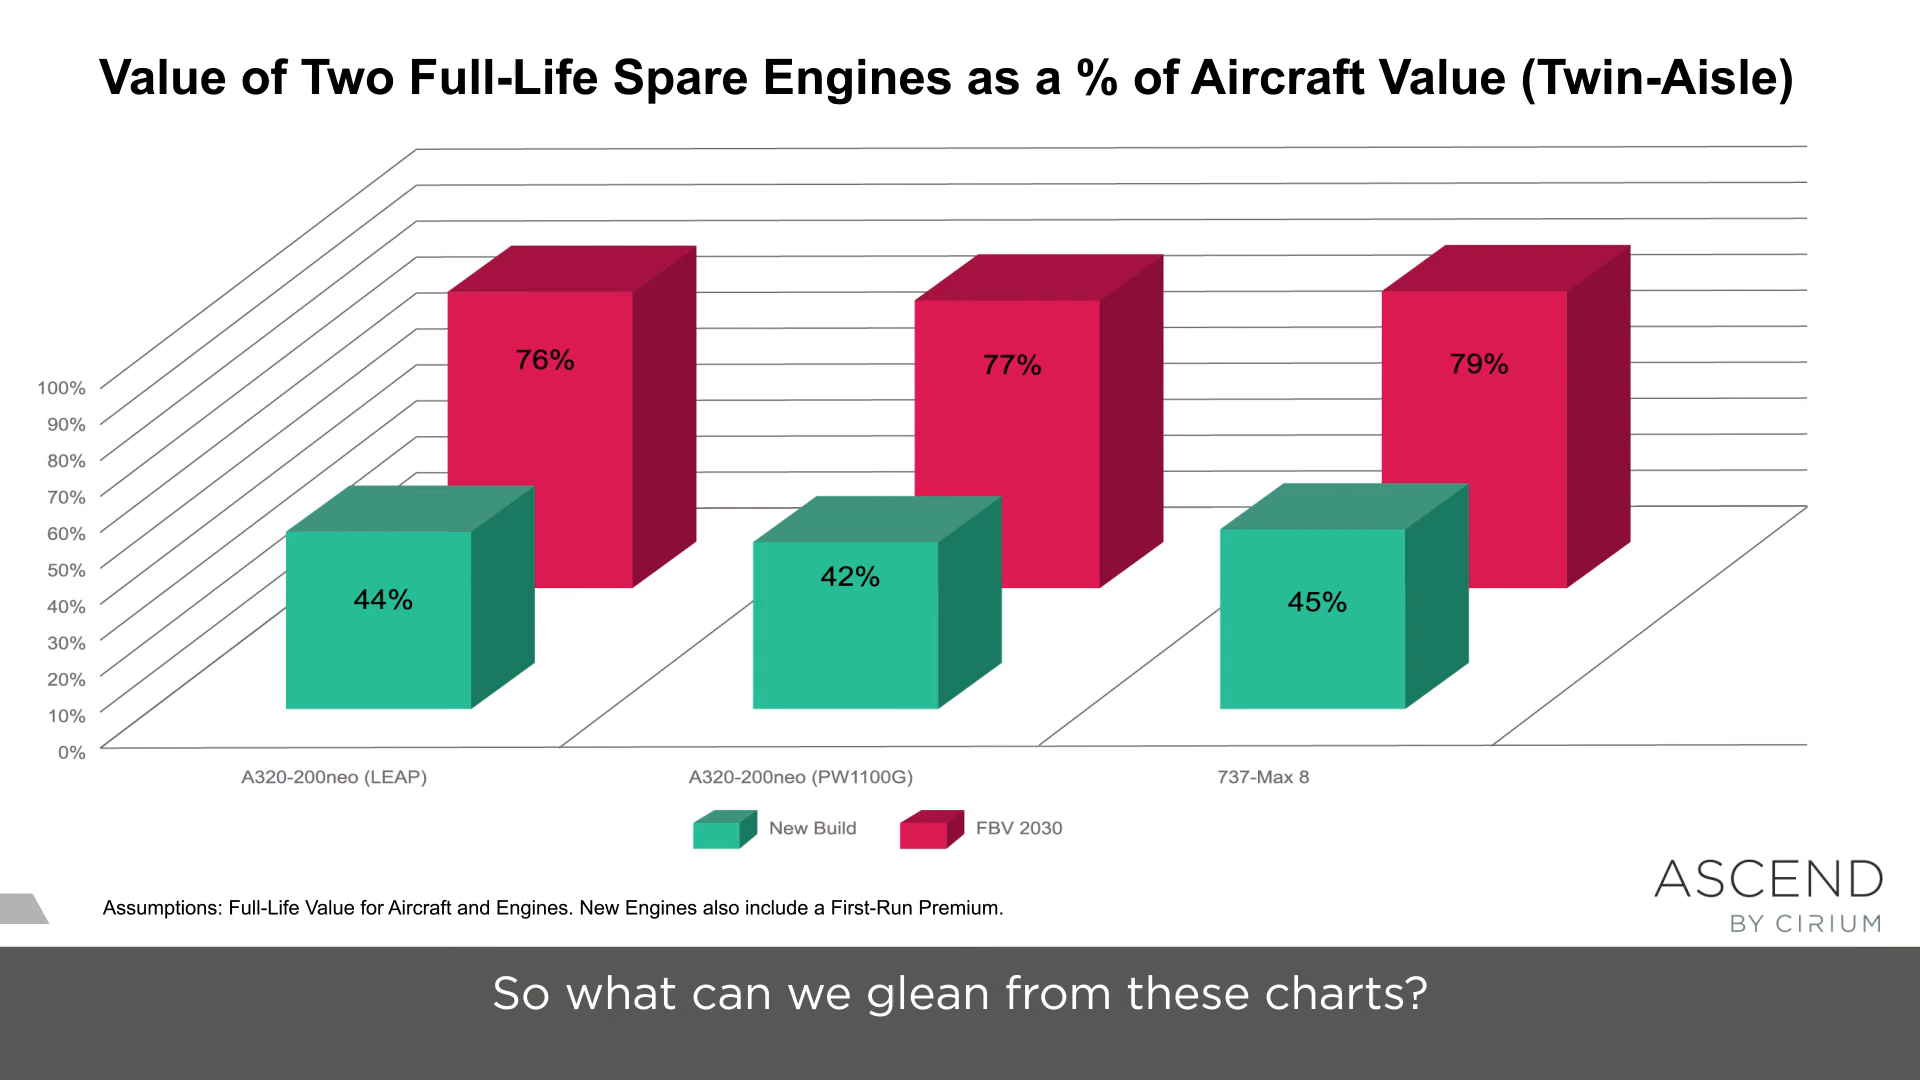 Value of Two Full-Life Spare Engines as a % of Aircraft Value (Twin-Aisle)
100%
90%
80%
70%
60%
50%
40%
30%
20%
10%
0%
76%
77%
79%
44%
42%
45%
A320-200neo (LEAP)
A320-200neo (PW1100G)
737-Max 8
New Build
FBV 2030
Assumptions: Full-Life Value for Aircraft and Engines. New Engines also include a First-Run Premium.
ASCEND
BY CIRIUM
So what can we glean from these charts?